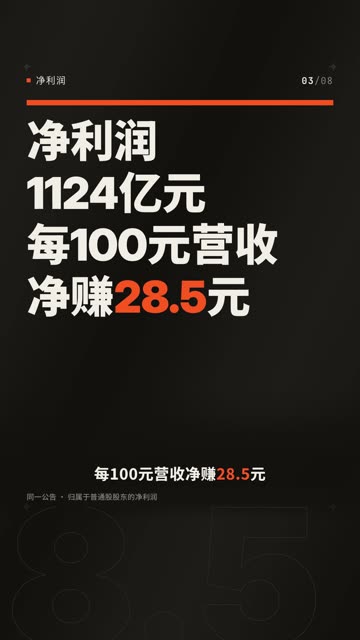 净利润
03/08
净利润
1124亿元
每100元营收
净赚28.5元
每100元营收净赚28.5元
同一公告 · 归属于普通股股东的净利润
8.5